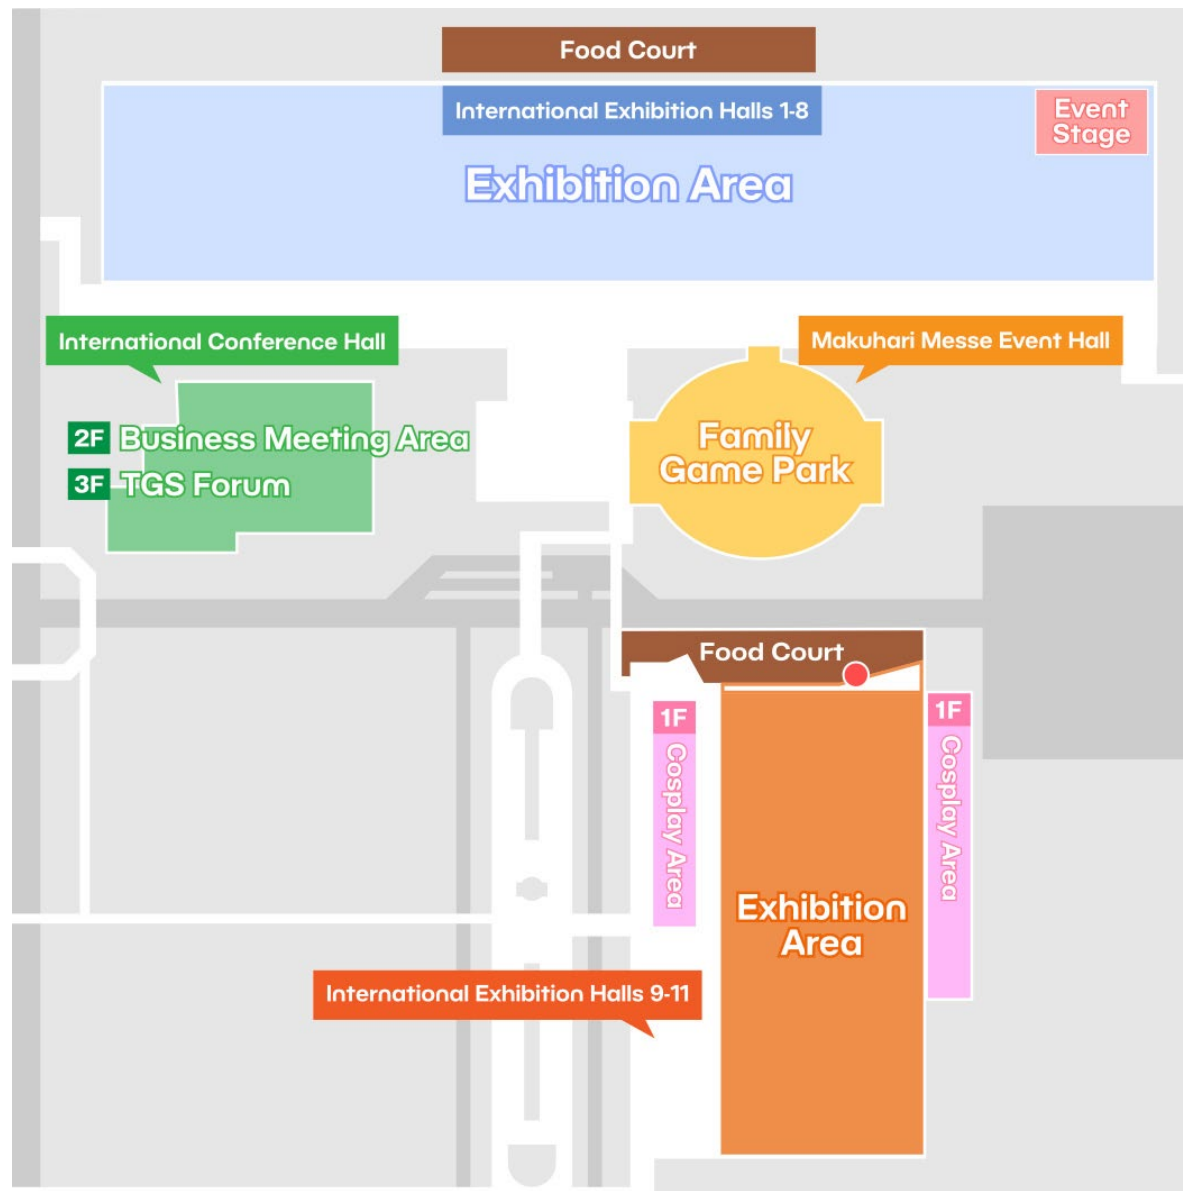 Food Court
International Exhibition Halls 1-8
Event
Stage
Exhibition Area
International Conference Hall
Makuhari Messe Event Hall
2F Business Meeting Area
3F TGS Forum
Family
Game Park
Food Court
1F
Cosplay Area
1F
Cosplay Area
Exhibition
Area
International Exhibition Halls 9-11